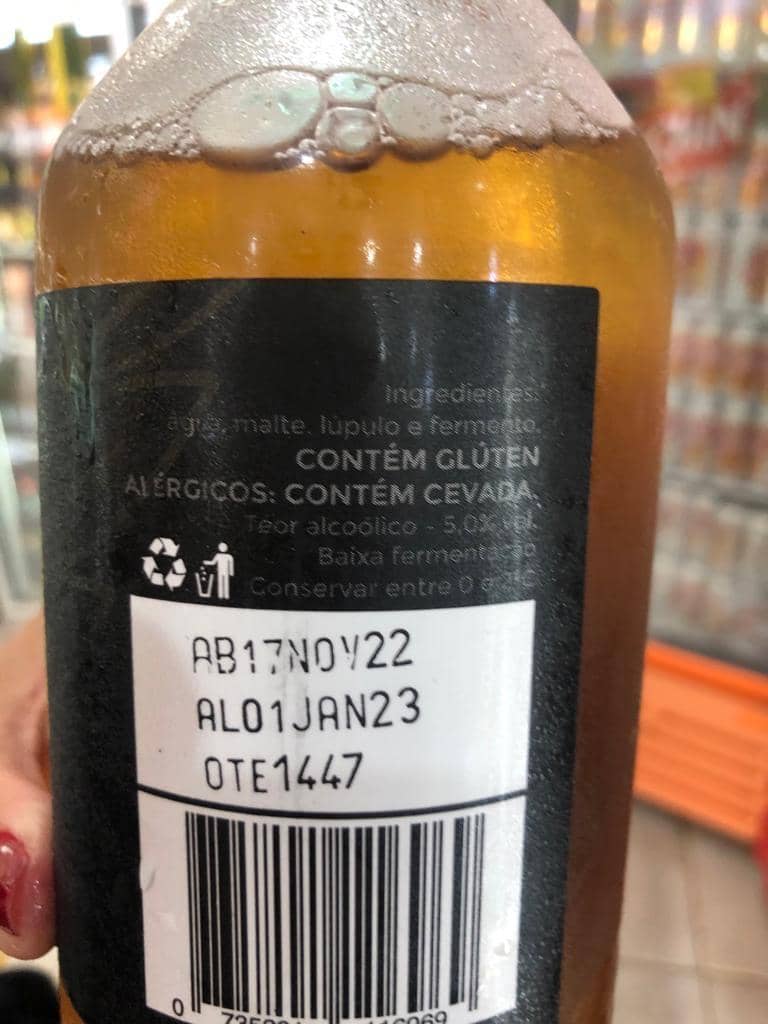 Ingredientes:
água, malte, lúpulo e fermento.
CONTÉM GLÚTEN
ALÉRGICOS: CONTÉM CEVADA.
Teor alcoólico - 5,0% vol.
Baixa fermentação
Conservar entre 0 e
AB17NOV22
AL01JAN23
OTE1447
0